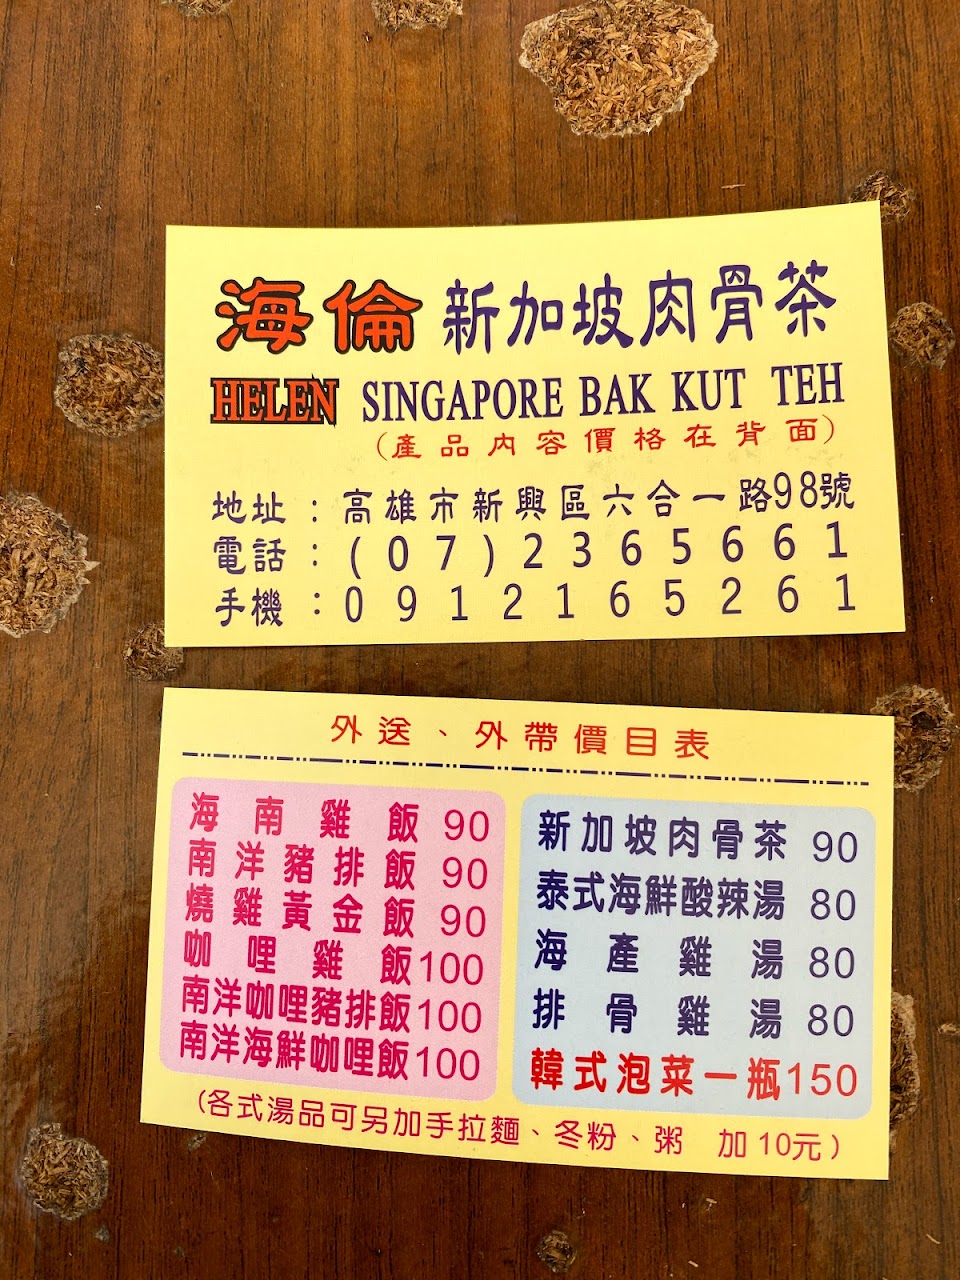 海倫 新加坡肉骨茶
HELEN SINGAPORE BAK KUT TEH
(產品內容價格在背面)
地址：高雄市新興區六合一路98號
電話：(07)2365661
手機：0912165261
外送、外帶價目表
海南雞飯 90
南洋豬排飯 90
燒雞黃金飯 90
咖哩雞飯 100
南洋咖哩豬排飯 100
南洋海鮮咖哩飯 100
新加坡肉骨茶 90
泰式海鮮酸辣湯 80
海產雞湯 80
排骨雞湯 80
韓式泡菜一瓶 150
(各式湯品可另加手拉麵、冬粉、粥 加10元)